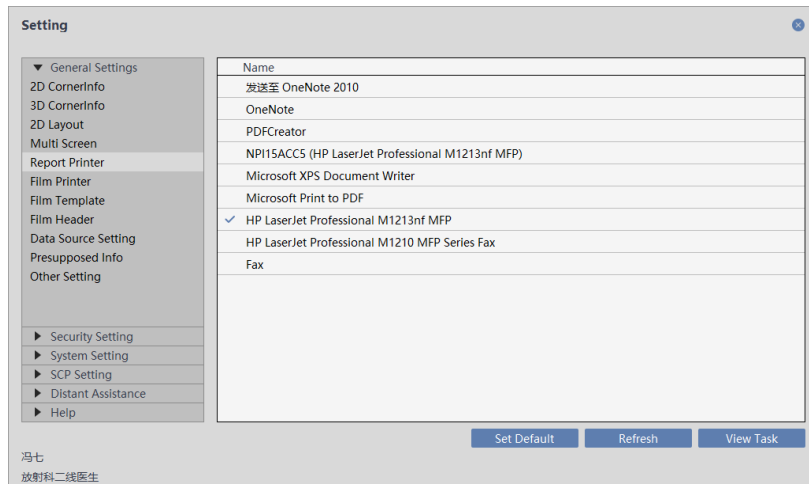 Setting
General Settings
2D CornerInfo
3D CornerInfo
2D Layout
Multi Screen
Report Printer
Film Printer
Film Template
Film Header
Data Source Setting
Presupposed Info
Other Setting
Security Setting
System Setting
SCP Setting
Distant Assistance
Help
Name
发送至 OneNote 2010
OneNote
PDFCreator
NPI15ACC5 (HP LaserJet Professional M1213nf MFP)
Microsoft XPS Document Writer
Microsoft Print to PDF
HP LaserJet Professional M1213nf MFP
HP LaserJet Professional M1210 MFP Series Fax
Fax
Set Default
Refresh
View Task
冯七
放射科二线医生